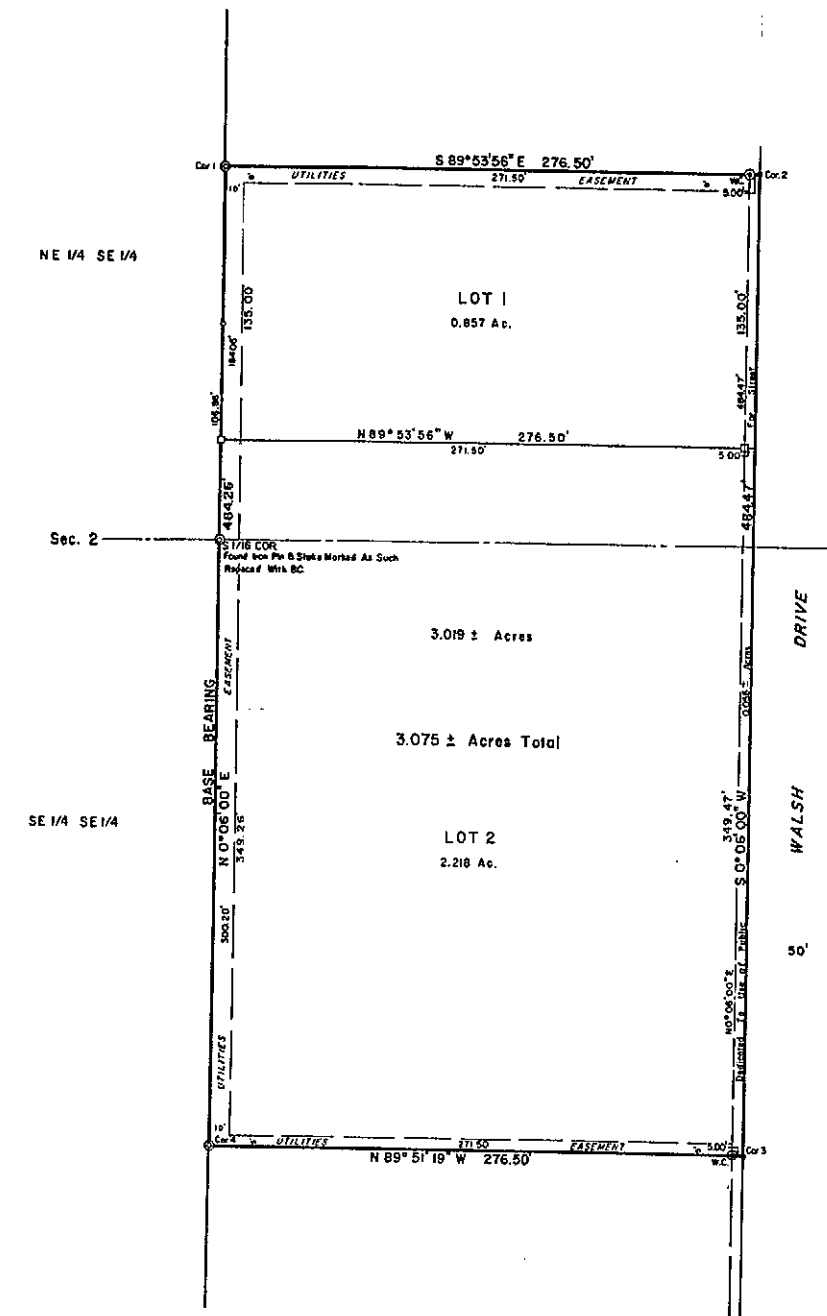 S 89°53'56" E 276.50'
Cor. 1
UTILITIES 271.50' EASEMENT
W.C. Cor. 2
10' 5.00'
NE 1/4 SE 1/4
LOT 1
0.857 Ac.
135.00'
135.00'
184.06'
106.86'
484.47'
For Street
N 89°53'56" W 276.50'
271.50' 5.00'
484.26'
484.47'
Sec. 2
S 1/16 COR.
Found Iron Pin & Stake Marked As Such
Replaced With BC
DRIVE
3.019 ± Acres
EASEMENT
0.056 ± Acres
3.075 ± Acres Total
BASE BEARING
N 0°06'00" E
349.26'
SE 1/4 SE 1/4
LOT 2
2.218 Ac.
349.47'
S 0°06'00" W
WALSH
300.20'
50'
N0°06'00"E
Dedicated To Use of Public
UTILITIES
10'
Cor 4 UTILITIES 271.50 EASEMENT 5.00' Cor 3
N 89°51'19" W 276.50' W.C.